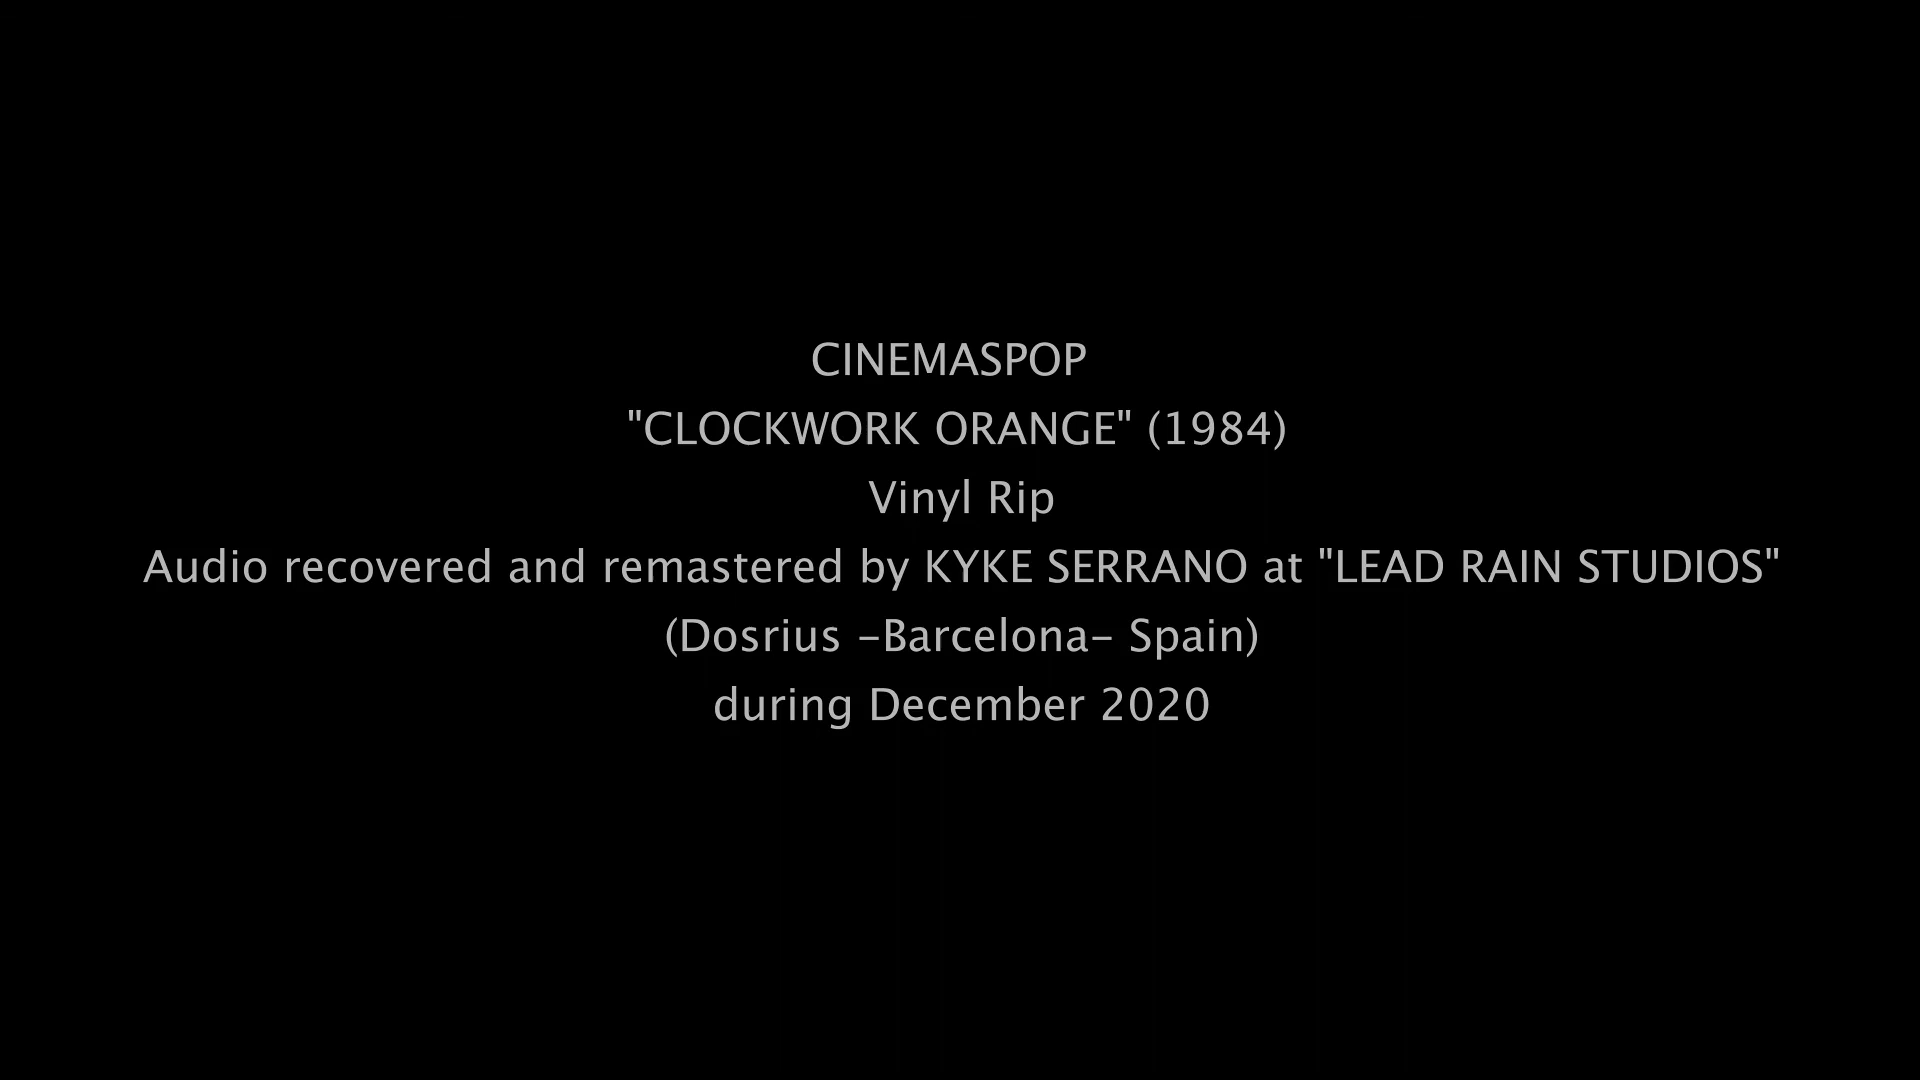 CINEMASPOP
"CLOCKWORK ORANGE" (1984)
Vinyl Rip
Audio recovered and remastered by KYKE SERRANO at "LEAD RAIN STUDIOS"
(Dosrius -Barcelona- Spain)
during December 2020